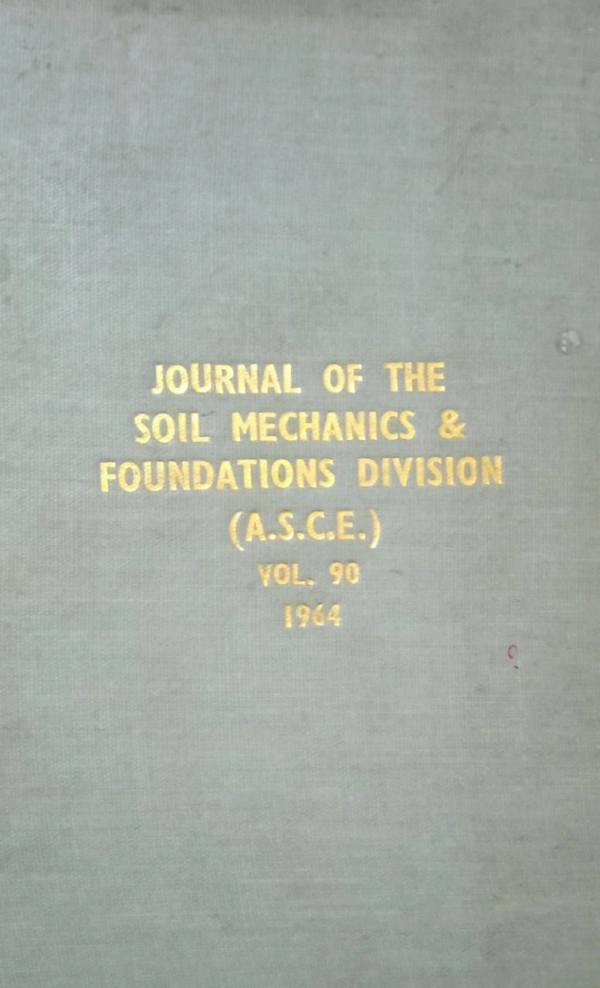 JOURNAL OF THE
SOIL MECHANICS &
FOUNDATIONS DIVISION
(A.S.C.E.)
VOL. 90
1964